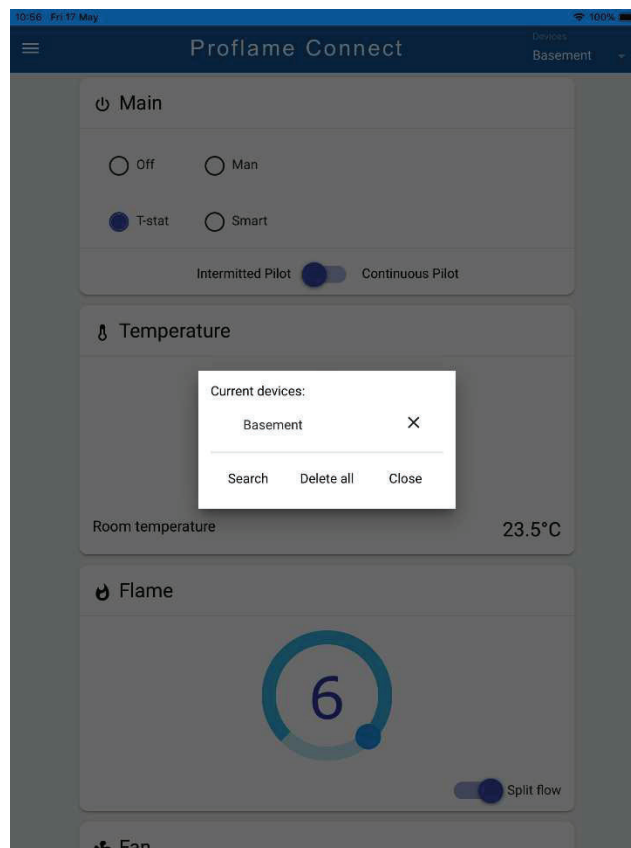 10:56 Fri 17 May 100%
Proflame Connect
Devices
Basement
Main
Off Man
T-stat Smart
Intermitted Pilot Continuous Pilot
Temperature
Current devices:
Basement
Search Delete all Close
Room temperature 23.5°C
Flame
6
Split flow
Fan